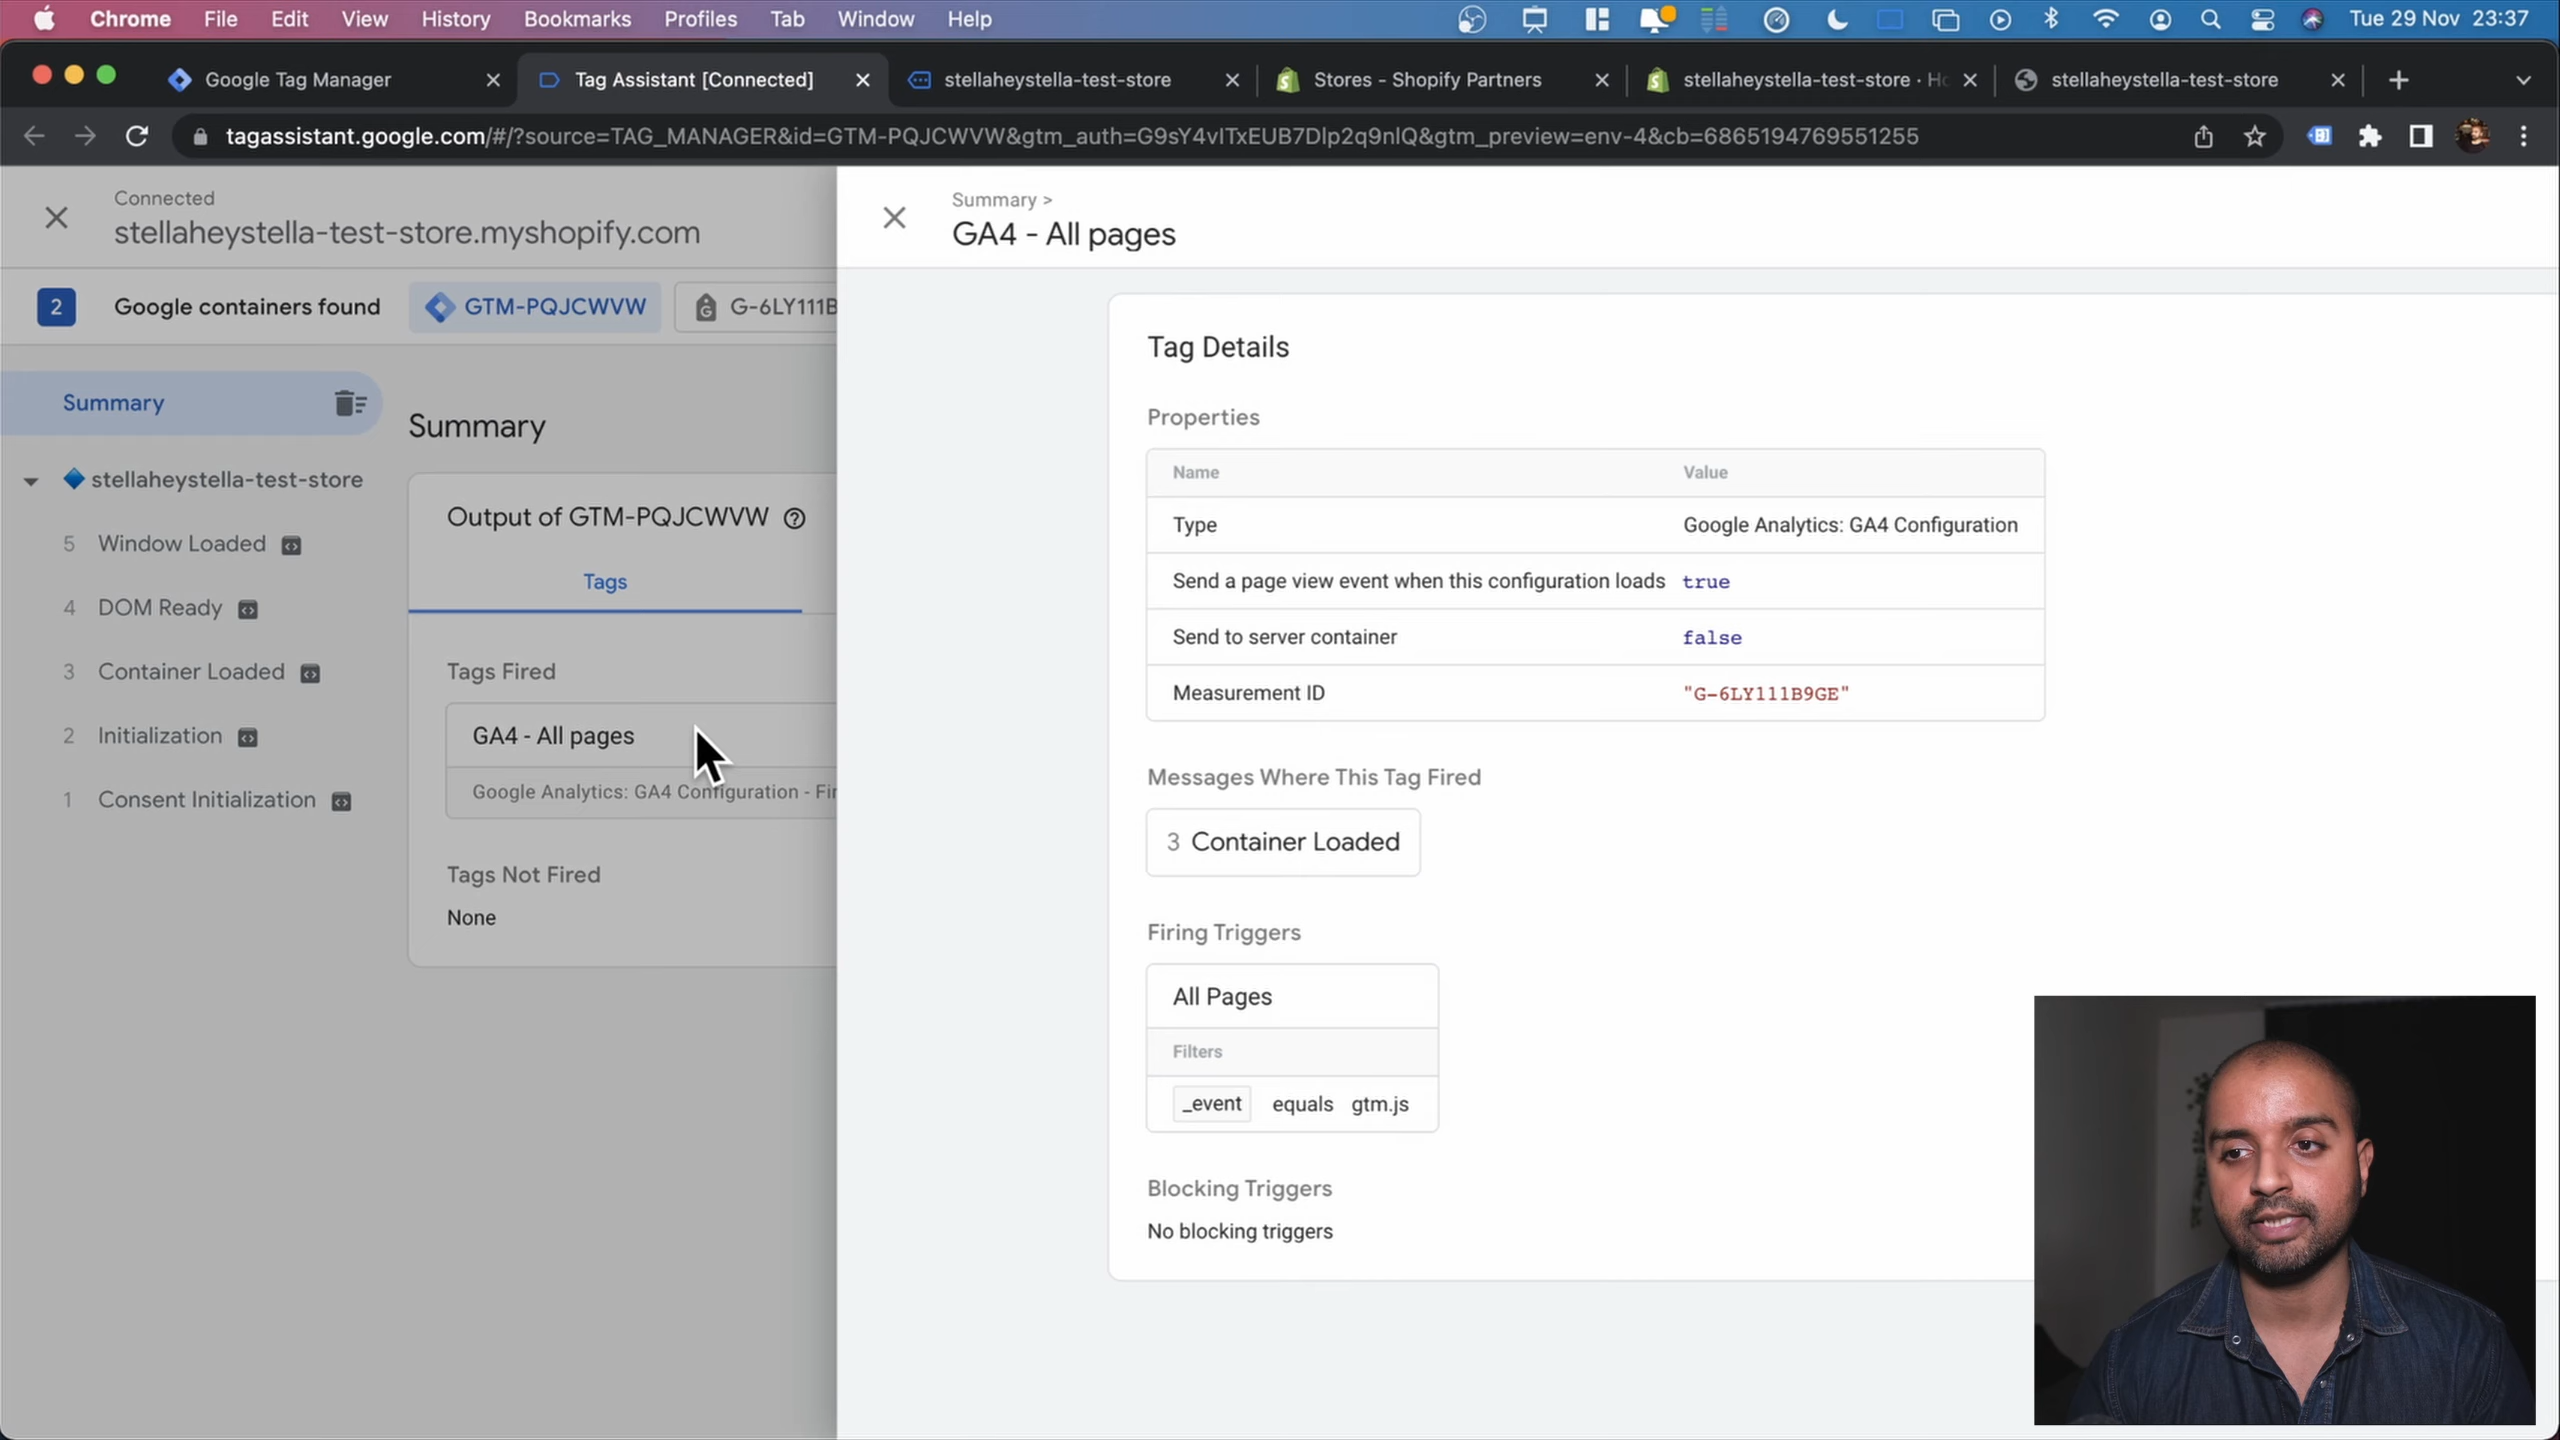 Chrome File Edit View History Bookmarks Profiles Tab Window Help Tue 29 Nov 23:37
Google Tag Manager Tag Assistant [Connected] stellaheystella-test-store Stores - Shopify Partners stellaheystella-test-store · Ho stellaheystella-test-store
tagassistant.google.com/#/?source=TAG_MANAGER&id=GTM-PQJCWVW&gtm_auth=G9sY4vITxEUB7Dlp2q9nlQ&gtm_preview=env-4&cb=6865194769551255
Connected
stellaheystella-test-store.myshopify.com
2 Google containers found GTM-PQJCWVW G-6LY111B
Summary
stellaheystella-test-store
5 Window Loaded
4 DOM Ready
3 Container Loaded
2 Initialization
1 Consent Initialization
Summary
Output of GTM-PQJCWVW
Tags
Tags Fired
GA4 - All pages
Google Analytics: GA4 Configuration - Fir
Tags Not Fired
None
Summary >
GA4 - All pages
Tag Details
Properties
Name Value
Type Google Analytics: GA4 Configuration
Send a page view event when this configuration loads true
Send to server container false
Measurement ID "G-6LY111B9GE"
Messages Where This Tag Fired
3 Container Loaded
Firing Triggers
All Pages
Filters
_event equals gtm.js
Blocking Triggers
No blocking triggers